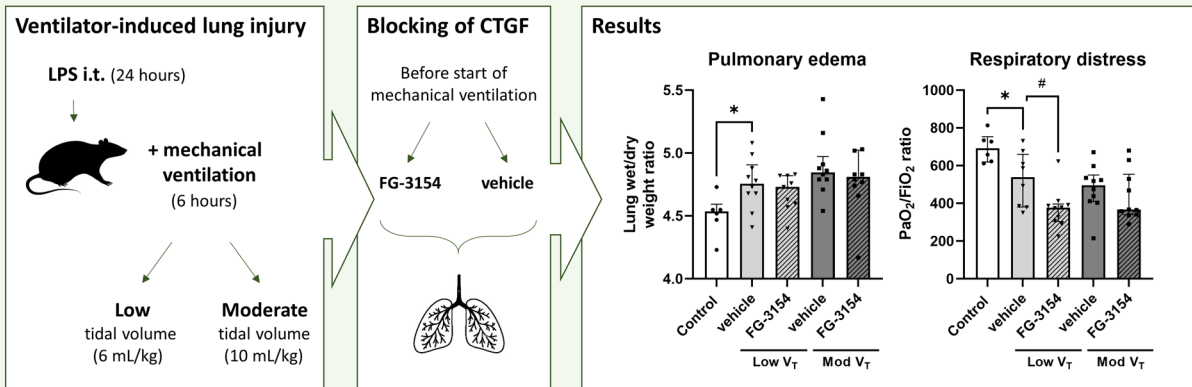 Ventilator-induced lung injury
LPS i.t. (24 hours)
+ mechanical
ventilation
(6 hours)
Low
tidal volume
(6 mL/kg)
Moderate
tidal volume
(10 mL/kg)
Blocking of CTGF
Before start of
mechanical ventilation
FG-3154
vehicle
Results
Pulmonary edema
Lung wet/dry
weight ratio
5.5
5.0
4.5
4.0
*
Control
vehicle
FG-3154
vehicle
FG-3154
Low V_T
Mod V_T
Respiratory distress
PaO₂/FiO₂ ratio
1000
800
600
400
200
0
*
#
Control
vehicle
FG-3154
vehicle
FG-3154
Low V_T
Mod V_T